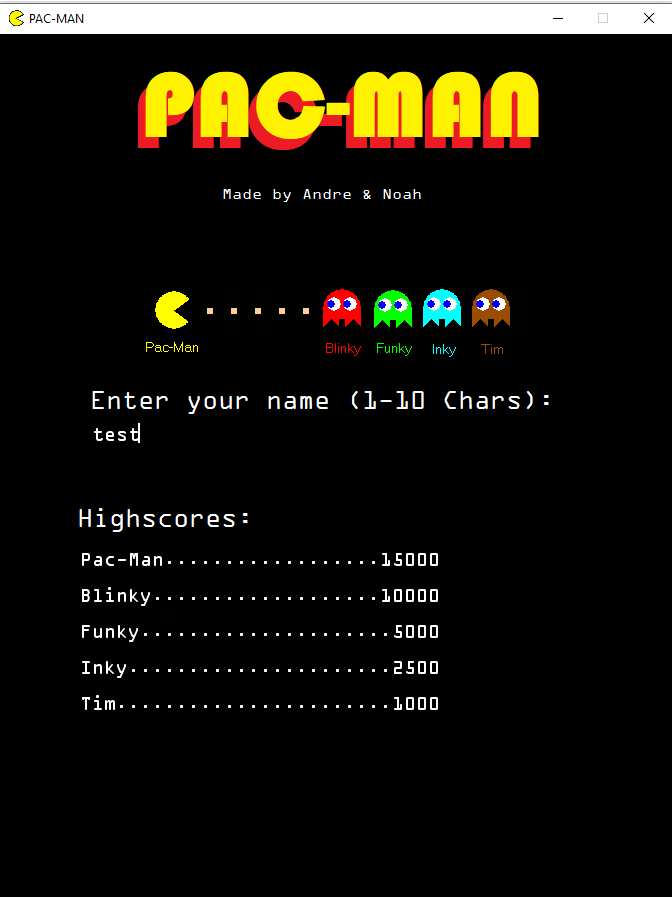 PAC-MAN
PAC-MAN
Made by Andre & Noah
Pac-Man Blinky Funky Inky Tim
Enter your name (1-10 Chars):
test
Highscores:
Pac-Man..................15000
Blinky...................10000
Funky.....................5000
Inky......................2500
Tim.......................1000